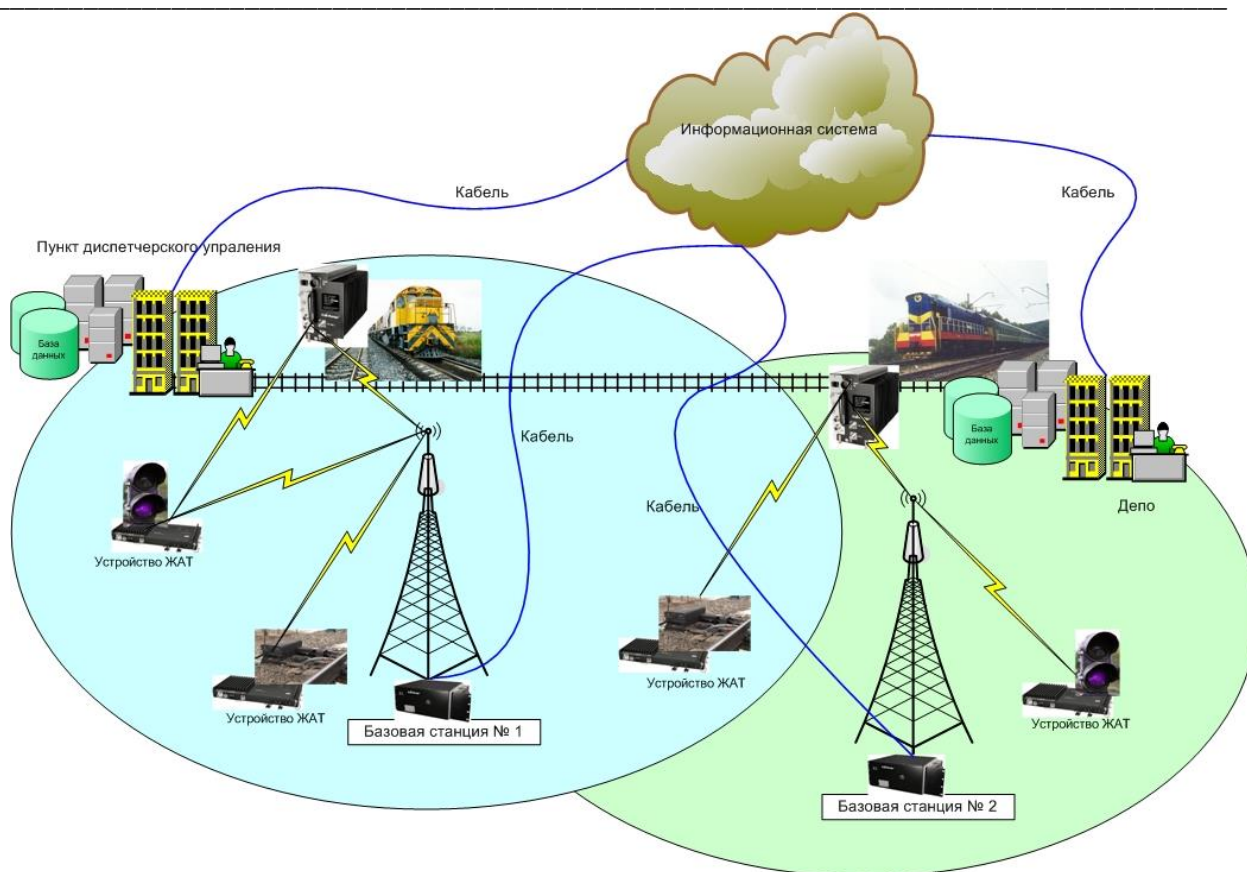 Информационная система
Кабель
Кабель
Пункт диспетчерского упраления
База
данных
Кабель
База
данных
Кабель
Депо
Устройство ЖАТ
Устройство ЖАТ
Устройство ЖАТ
Устройство ЖАТ
Базовая станция № 1
Базовая станция № 2